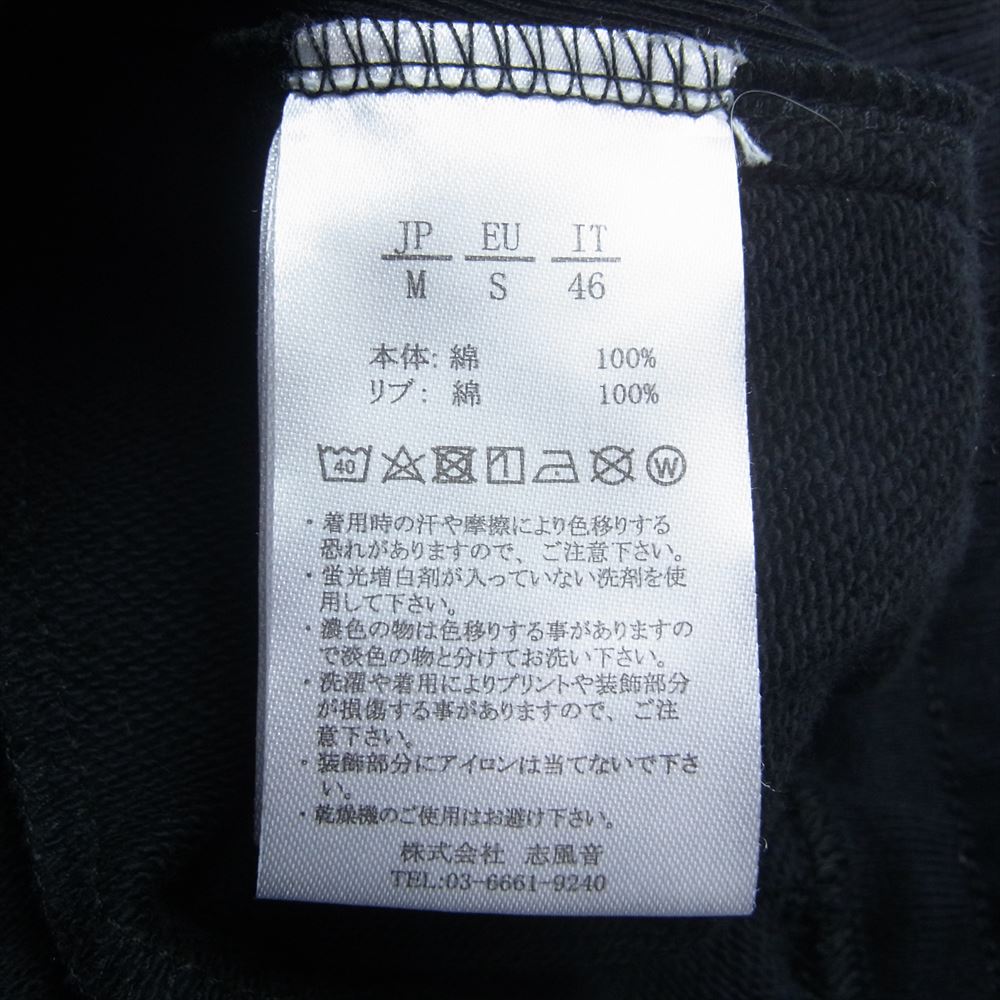 JP EU IT
M S 46
本体: 綿 100%
リブ: 綿 100%
40 W
・着用時の汗や摩擦により色移りする
恐れがありますので、ご注意下さい。
・蛍光増白剤が入っていない洗剤を使
用して下さい。
・濃色の物は色移りする事がありますの
で淡色の物と分けてお洗い下さい。
・洗濯や着用によりプリントや装飾部分
が損傷する事がありますので、ご注
意下さい。
・装飾部分にアイロンは当てないで下さ
い。
・乾燥機のご使用はお避け下さい。
株式会社 志風音
TEL:03-6661-9240